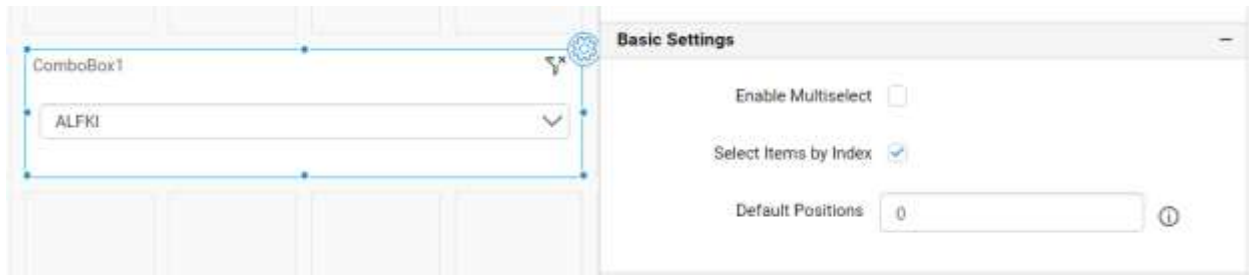 ComboBox1
ALFKI
Basic Settings
Enable Multiselect
Select Items by Index
Default Positions
0